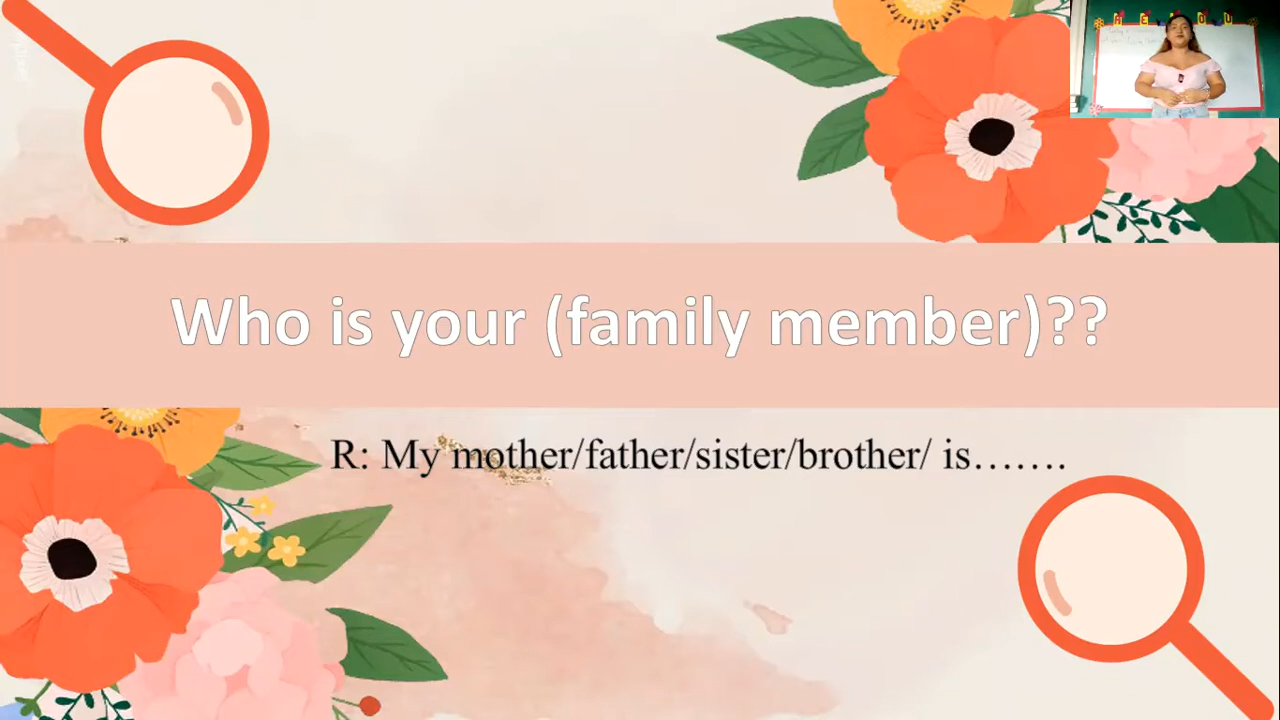 Who is your (family member)??
R: My mother/father/sister/brother/ is…….